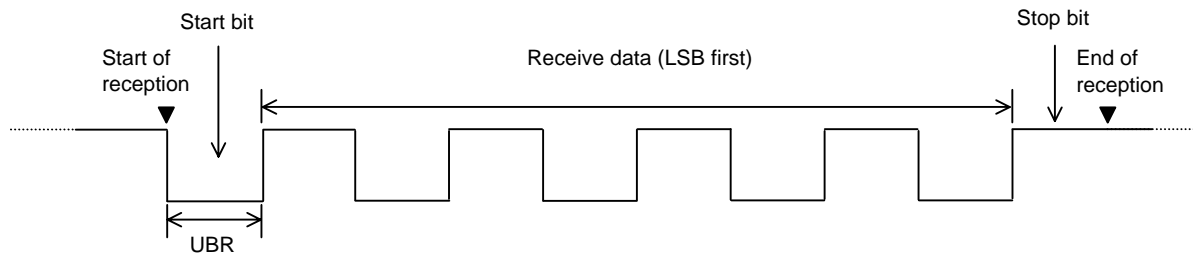 Start bit
Stop bit
Start of
reception
Receive data (LSB first)
End of
reception
UBR